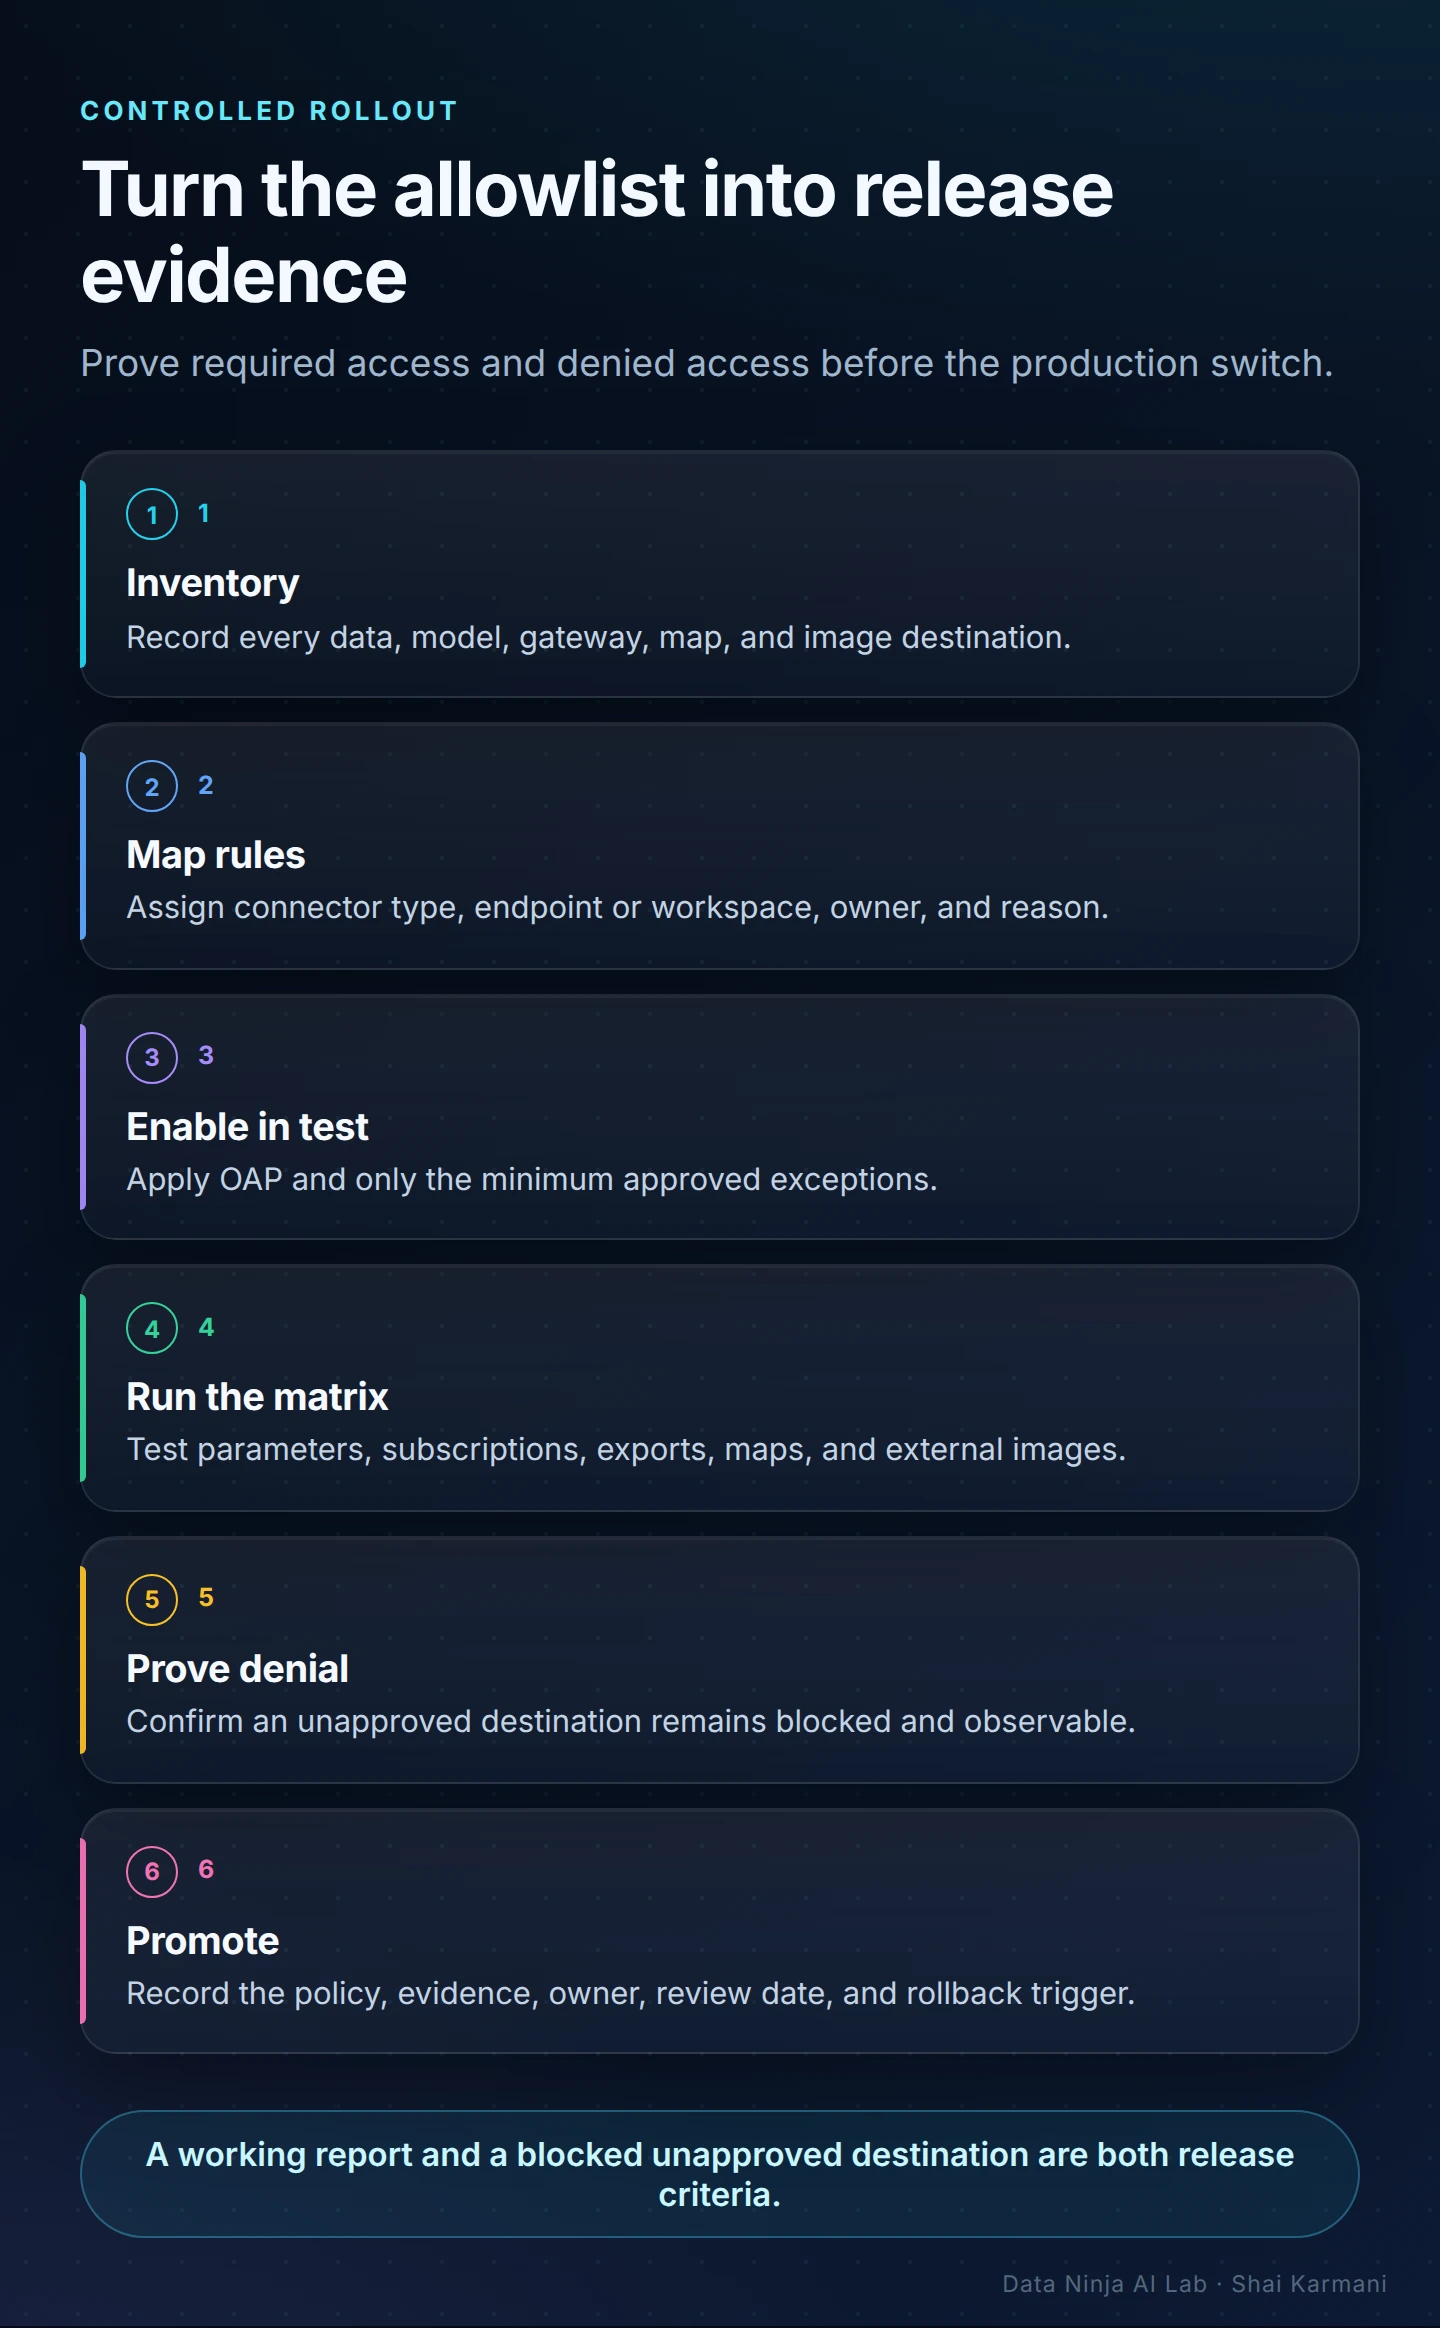 CONTROLLED ROLLOUT
Turn the allowlist into release
evidence
Prove required access and denied access before the production switch.
1 1
Inventory
Record every data, model, gateway, map, and image destination.
2 2
Map rules
Assign connector type, endpoint or workspace, owner, and reason.
3 3
Enable in test
Apply OAP and only the minimum approved exceptions.
4 4
Run the matrix
Test parameters, subscriptions, exports, maps, and external images.
5 5
Prove denial
Confirm an unapproved destination remains blocked and observable.
6 6
Promote
Record the policy, evidence, owner, review date, and rollback trigger.
A working report and a blocked unapproved destination are both release
criteria.
Data Ninja AI Lab · Shai Karmani